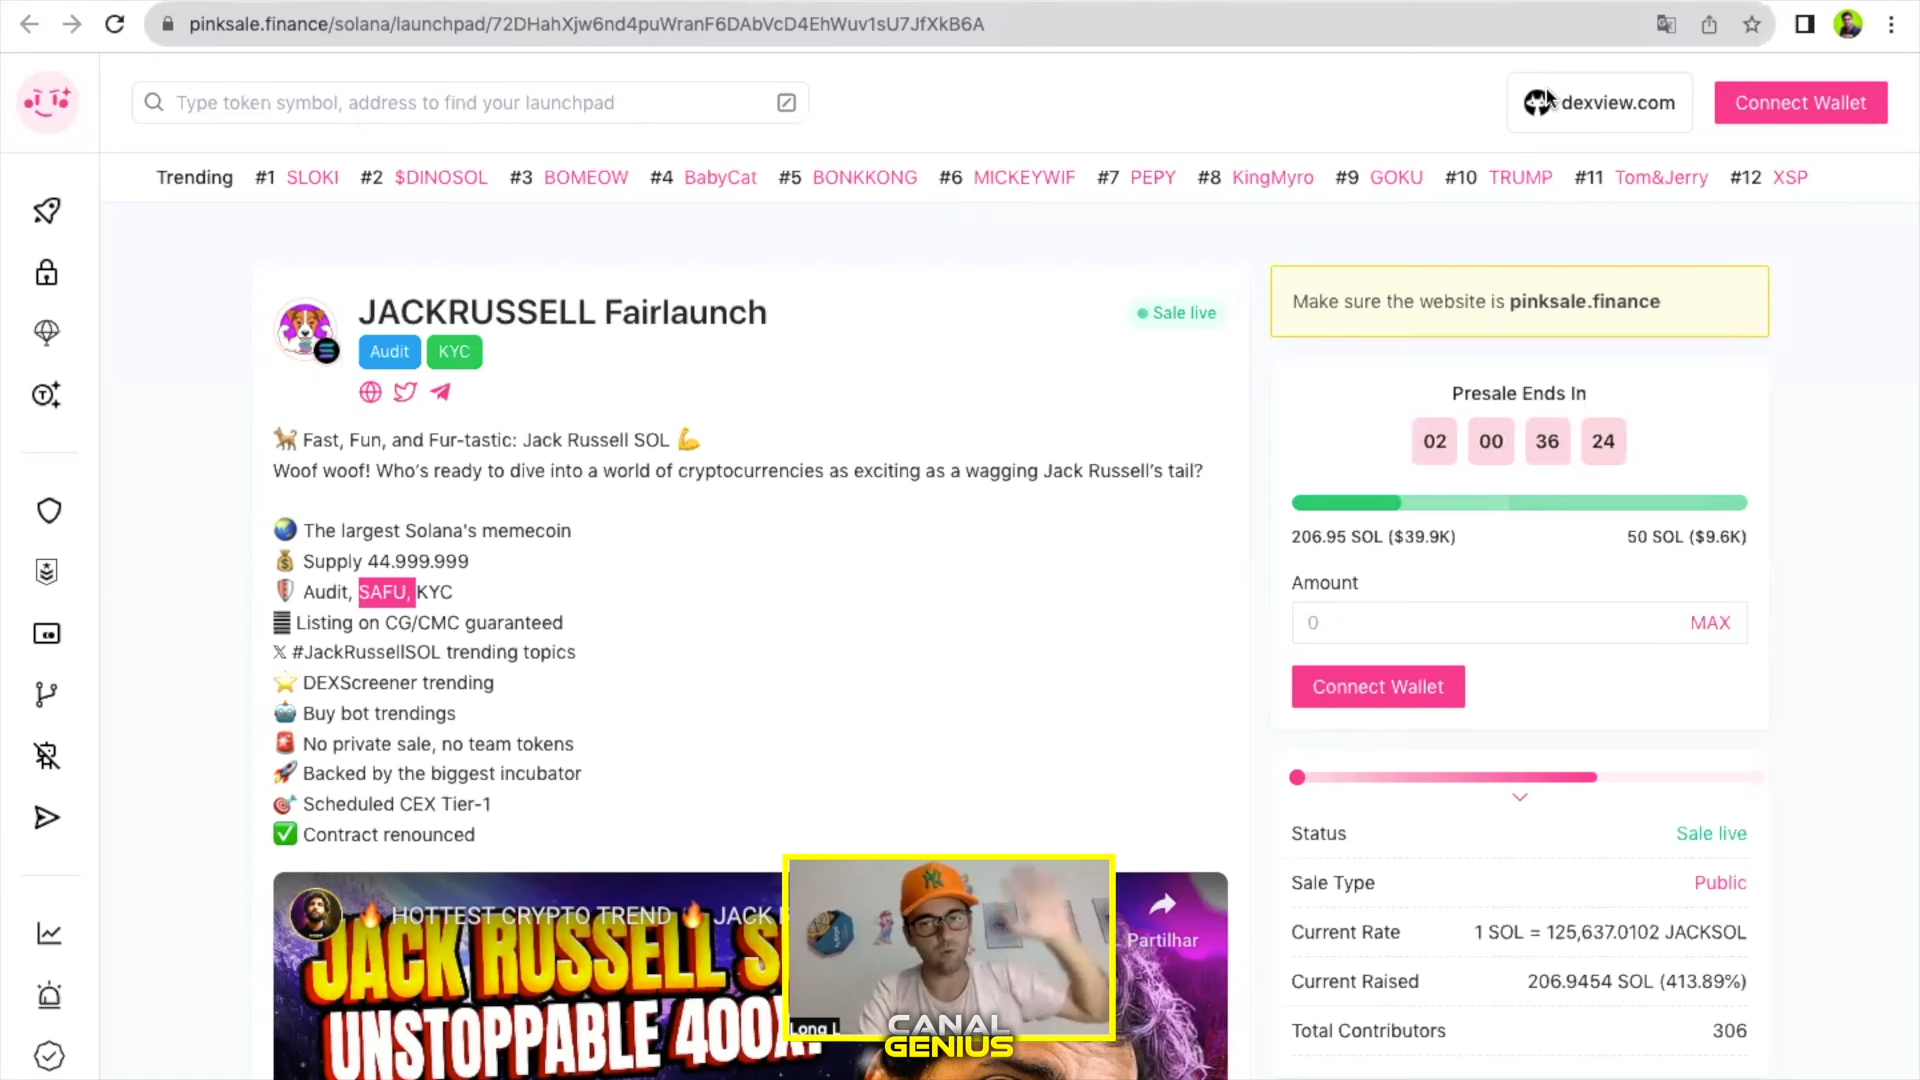 pinksale.finance/solana/launchpad/72DHahXjw6nd4puWranF6DAbVcD4EhWuv1sU7JfXkB6A
Type token symbol, address to find your launchpad
dexview.com
Connect Wallet
Trending #1 SLOKI #2 $DINOSOL #3 BOMEOW #4 BabyCat #5 BONKKONG #6 MICKEYWIF #7 PEPY #8 KingMyro #9 GOKU #10 TRUMP #11 Tom&Jerry #12 XSP
JACKRUSSELL Fairlaunch
Sale live
Audit KYC
🐕 Fast, Fun, and Fur-tastic: Jack Russell SOL 💪
Woof woof! Who's ready to dive into a world of cryptocurrencies as exciting as a wagging Jack Russell's tail?
🌏 The largest Solana's memecoin
💰 Supply 44.999.999
🛡 Audit, SAFU, KYC
Listing on CG/CMC guaranteed
𝕏 #JackRussellSOL trending topics
⭐ DEXScreener trending
🤖 Buy bot trendings
🚨 No private sale, no team tokens
🚀 Backed by the biggest incubator
🎯 Scheduled CEX Tier-1
✅ Contract renounced
🔥 HOTTEST CRYPTO TREND 🔥 JACK
JACK RUSSELL S
UNSTOPPABLE 400X
Partilhar
Long L
CANAL
GENIUS
Make sure the website is pinksale.finance
Presale Ends In
02 00 36 24
206.95 SOL ($39.9K) 50 SOL ($9.6K)
Amount
0 MAX
Connect Wallet
Status Sale live
Sale Type Public
Current Rate 1 SOL = 125,637.0102 JACKSOL
Current Raised 206.9454 SOL (413.89%)
Total Contributors 306